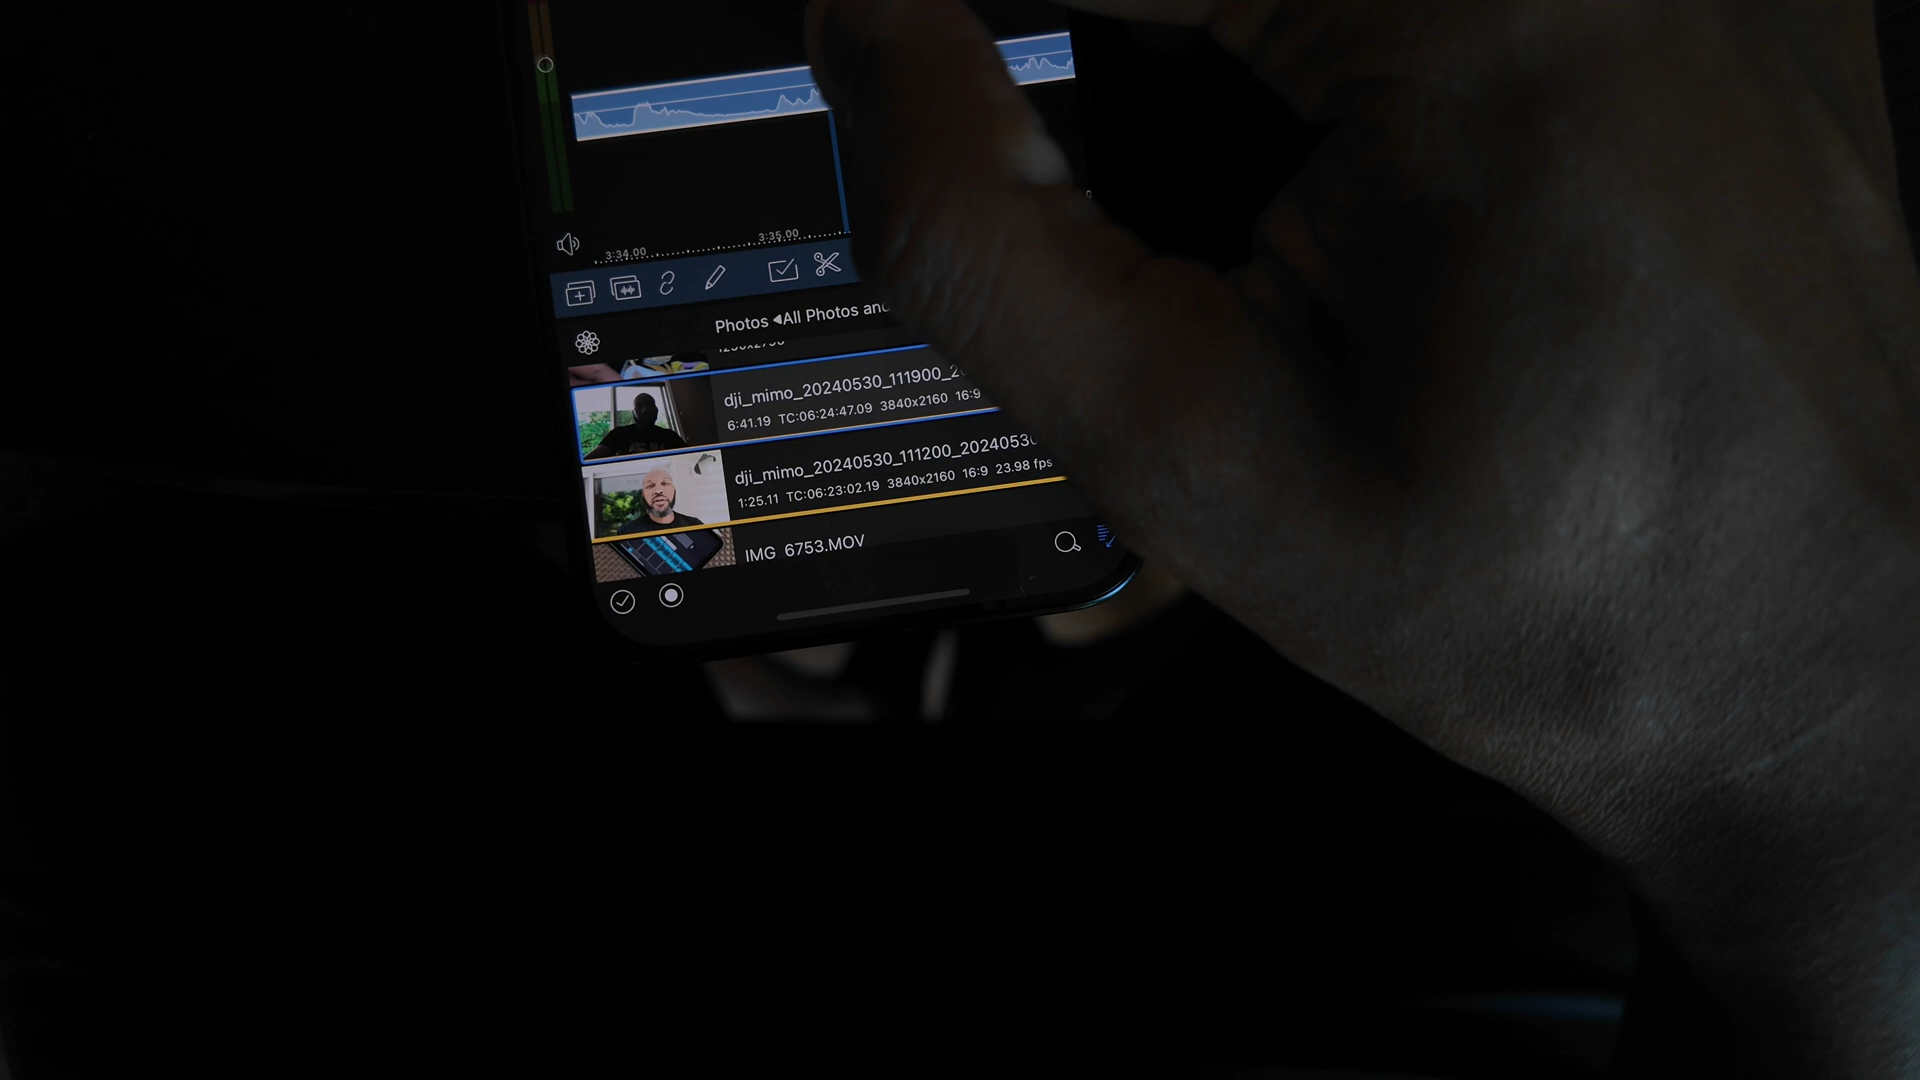 3:34.00
3:35.00
Photos ◀All Photos and
dji_mimo_20240530_111900_2
6:41.19 TC:06:24:47.09 3840x2160 16:9
dji_mimo_20240530_111200_2024053
1:25.11 TC:06:23:02.19 3840x2160 16:9 23.98 fps
IMG_6753.MOV